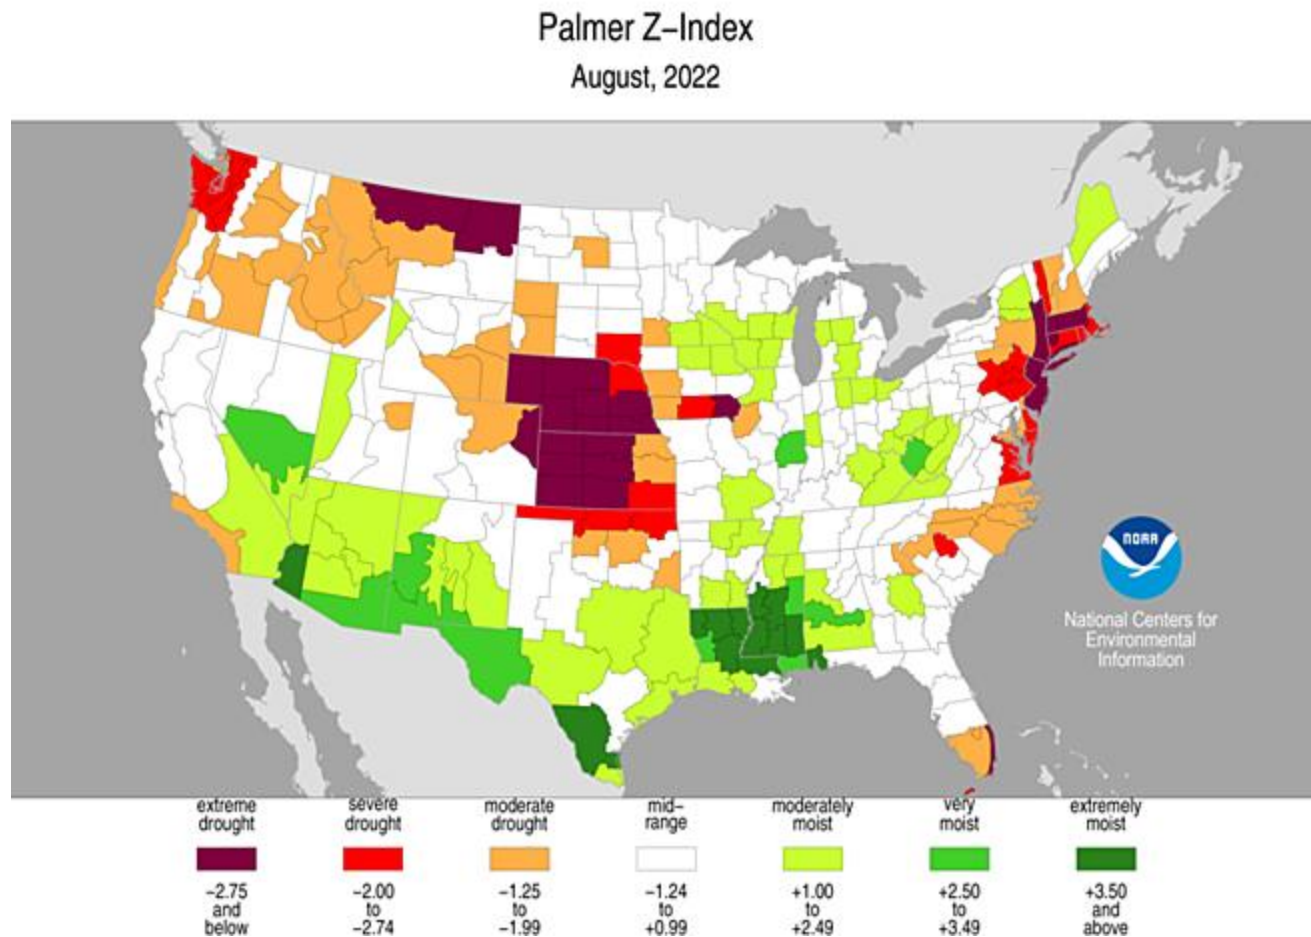 Palmer Z-Index
August, 2022
NOAA
National Centers for
Environmental
Information
extreme
drought
severe
drought
moderate
drought
mid-
range
moderately
moist
very
moist
extremely
moist
-2.75
and
below
-2.00
to
-2.74
-1.25
to
-1.99
-1.24
to
+0.99
+1.00
to
+2.49
+2.50
to
+3.49
+3.50
and
above